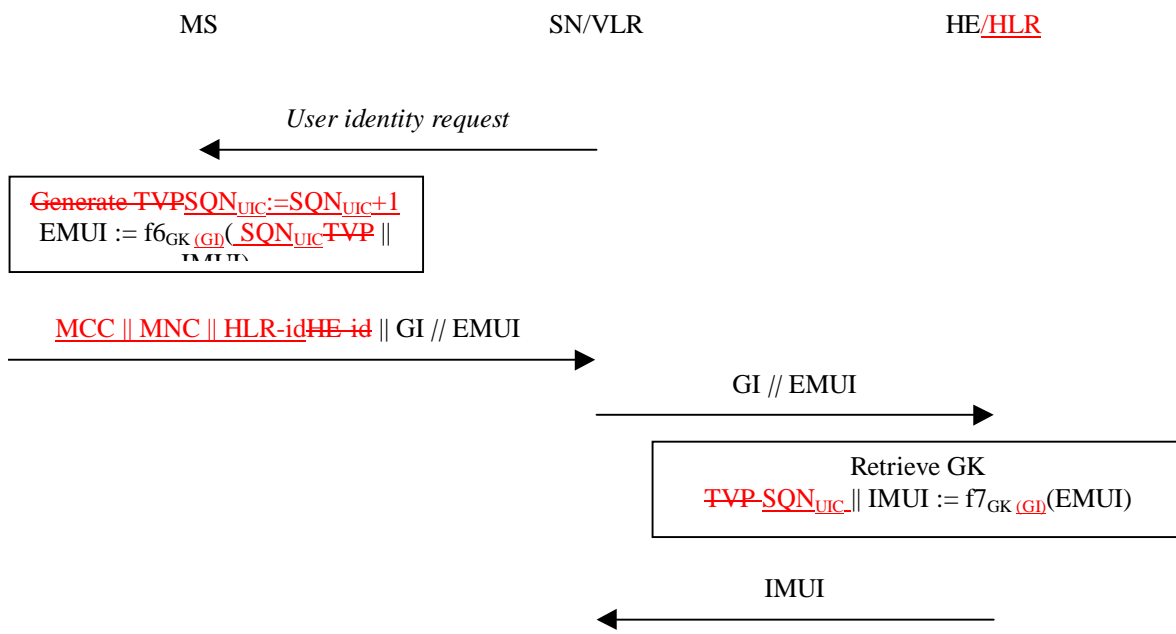 MS SN/VLR HE/HLR
User identity request
Generate TVPSQNUIC:=SQNUIC+1
EMUI := f6GK (GI)( SQNUICTVP ||
IMUI)
MCC || MNC || HLR-idHE-id || GI // EMUI
GI // EMUI
Retrieve GK
TVP SQNUIC || IMUI := f7GK (GI)(EMUI)
IMUI